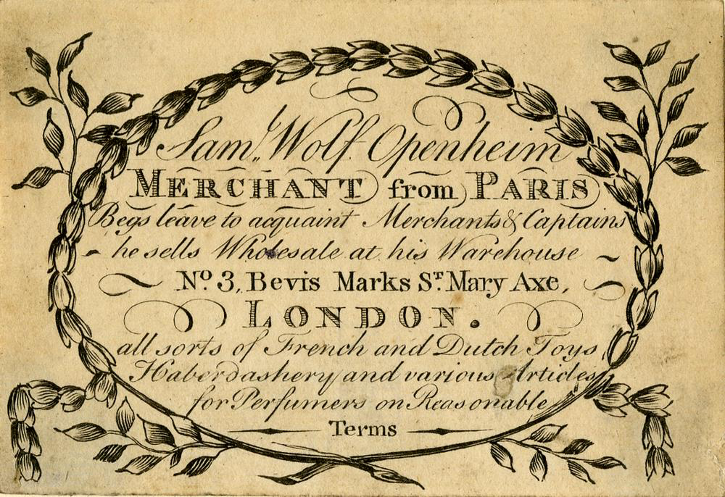 Sam.l Wolf Openheim
MERCHANT from PARIS
Begs leave to acquaint Merchants & Captains
he sells Wholesale at his Warehouse
No. 3, Bevis Marks St. Mary Axe,
LONDON.
all sorts of French and Dutch Toys,
Haberdashery and various Articles
for Perfumers on Reasonable
Terms